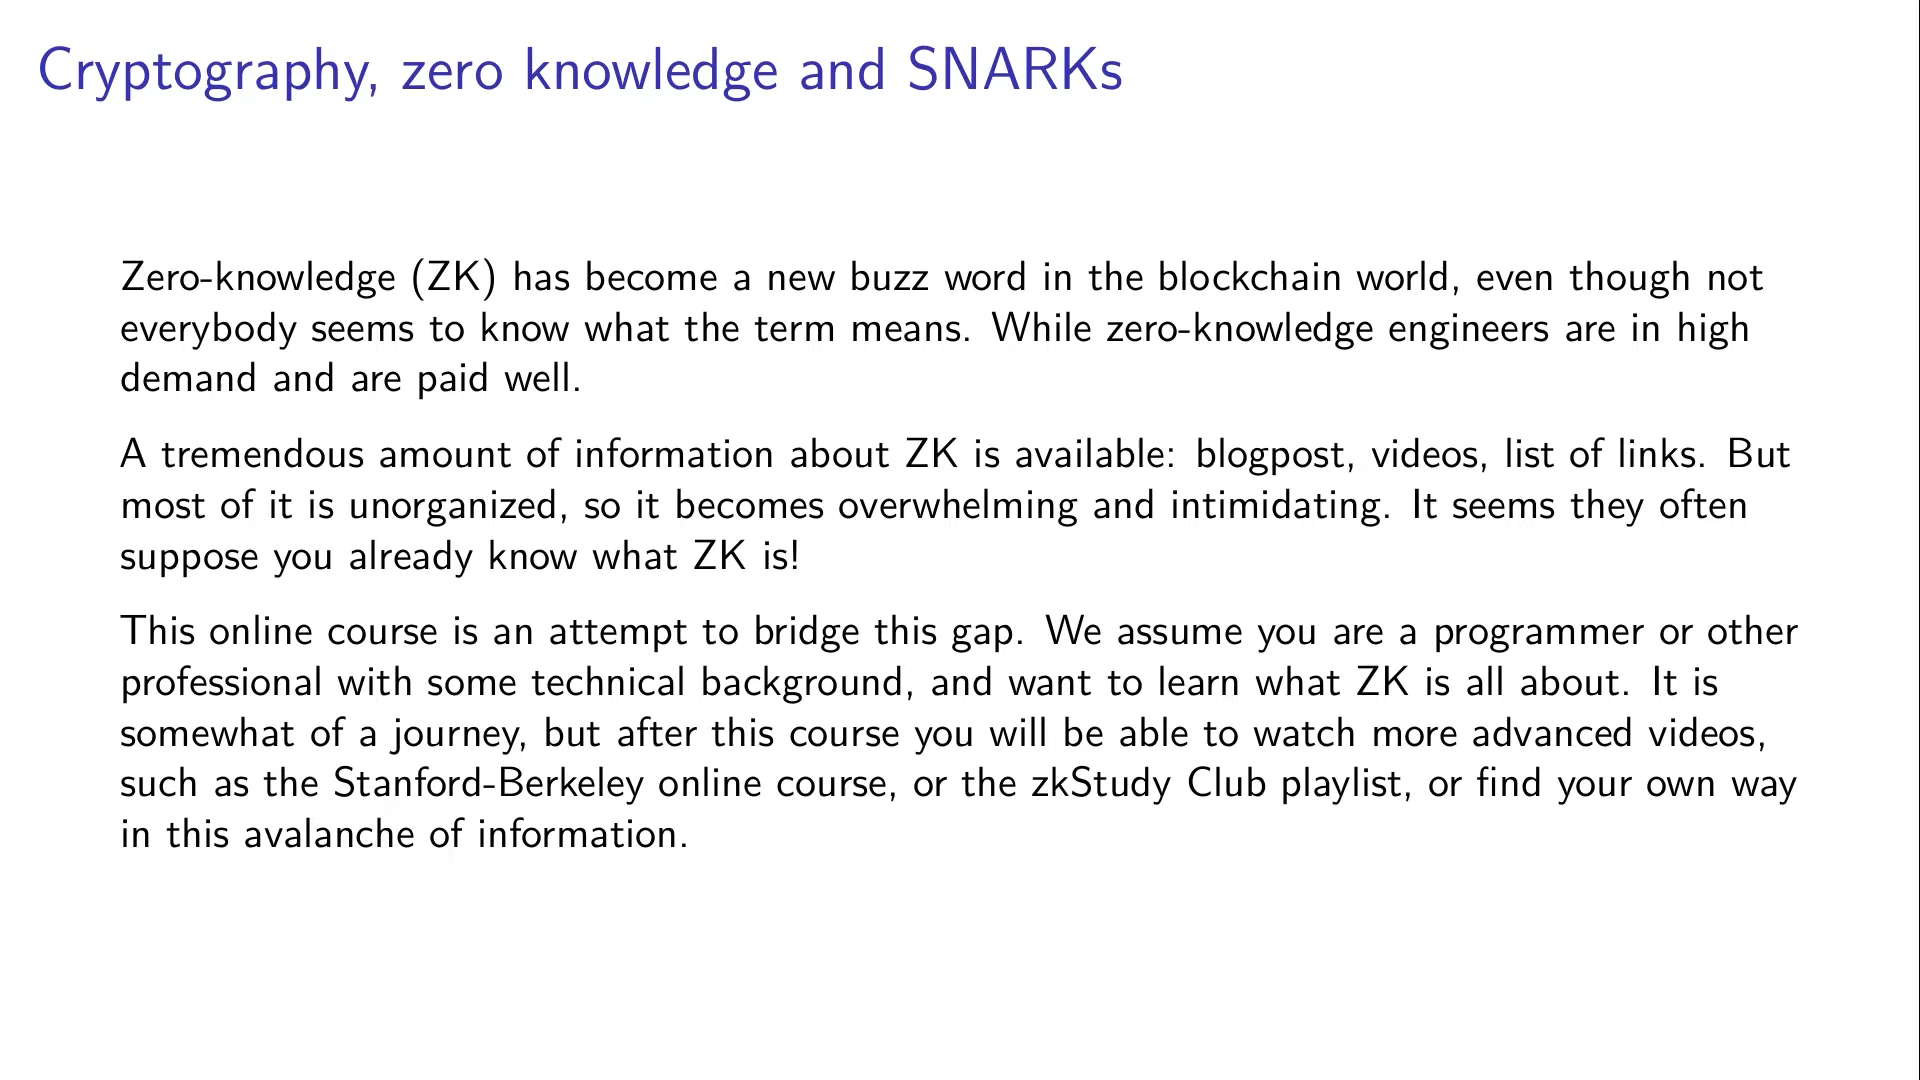 Cryptography, zero knowledge and SNARKs
Zero-knowledge (ZK) has become a new buzz word in the blockchain world, even though not
everybody seems to know what the term means. While zero-knowledge engineers are in high
demand and are paid well.
A tremendous amount of information about ZK is available: blogpost, videos, list of links. But
most of it is unorganized, so it becomes overwhelming and intimidating. It seems they often
suppose you already know what ZK is!
This online course is an attempt to bridge this gap. We assume you are a programmer or other
professional with some technical background, and want to learn what ZK is all about. It is
somewhat of a journey, but after this course you will be able to watch more advanced videos,
such as the Stanford-Berkeley online course, or the zkStudy Club playlist, or find your own way
in this avalanche of information.